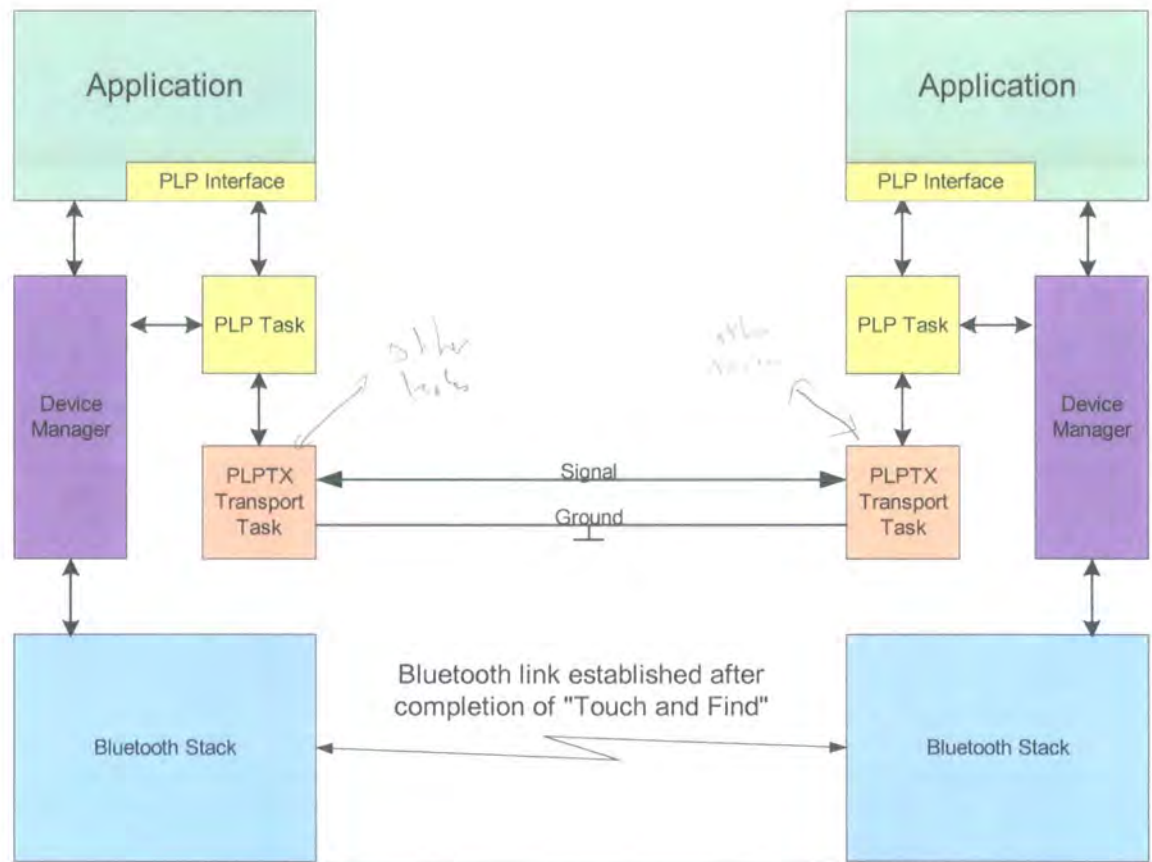 Application
PLP Interface
PLP Task
Device
Manager
other
PLPTX
Transport
Task
Bluetooth Stack
Signal
Ground
Bluetooth link established after
completion of "Touch and Find"
Application
PLP Interface
PLP Task
Device
Manager
other
PLPTX
Transport
Task
Bluetooth Stack